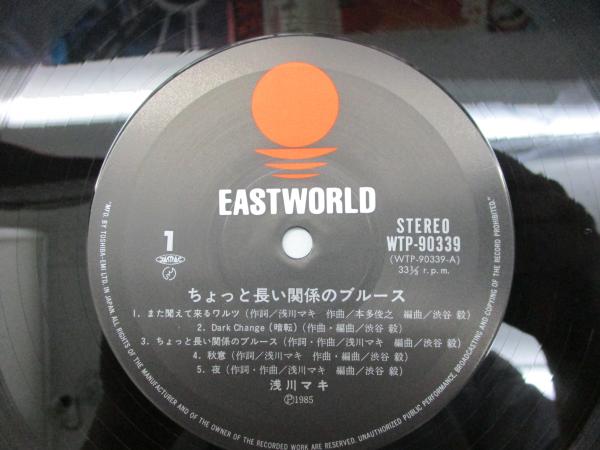 EASTWORLD
1
JASRAC
STEREO
WTP-90339
(WTP-90339-A)
33⅓ r.p.m.
ちょっと長い関係のブルース
1. また聞えて来るワルツ (作詞／浅川マキ 作曲／本多俊之 編曲／渋谷 毅)
2. Dark Change (暗転) (作曲・編曲／渋谷 毅)
3. ちょっと長い関係のブルース (作詞・作曲／浅川マキ 編曲／渋谷 毅)
4. 秋意 (作詞／浅川マキ 作曲・編曲／渋谷 毅)
5. 夜 (作詞・作曲／浅川マキ 編曲／渋谷 毅)
浅川マキ
Ⓟ1985
"MF'D. BY TOSHIBA-EMI LTD. IN JAPAN. ALL RIGHTS OF THE MANUFACTURER AND OF THE OWNER OF THE RECORDED WORK ARE RESERVED. UNAUTHORIZED PUBLIC PERFORMANCE, BROADCASTING AND COPYING OF THE RECORD PROHIBITED."